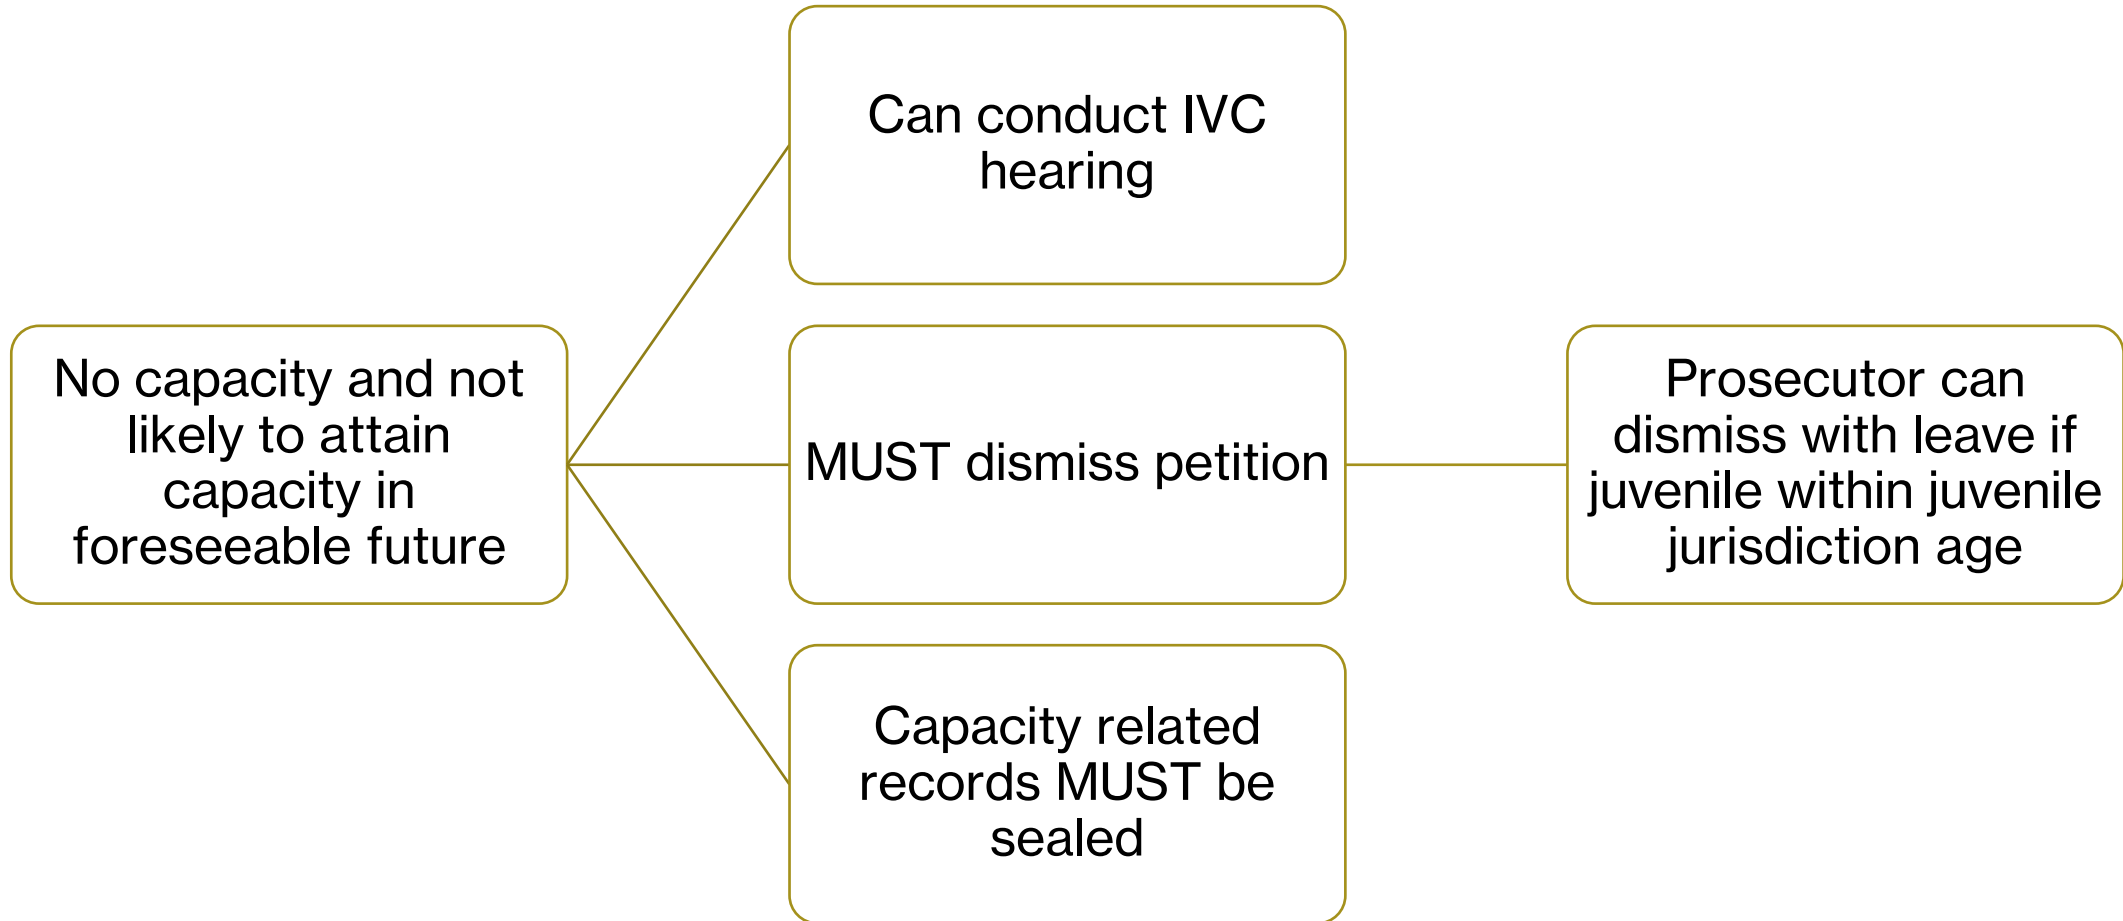 No capacity and not
likely to attain
capacity in
foreseeable future
Can conduct IVC
hearing
MUST dismiss petition
Capacity related
records MUST be
sealed
Prosecutor can
dismiss with leave if
juvenile within juvenile
jurisdiction age